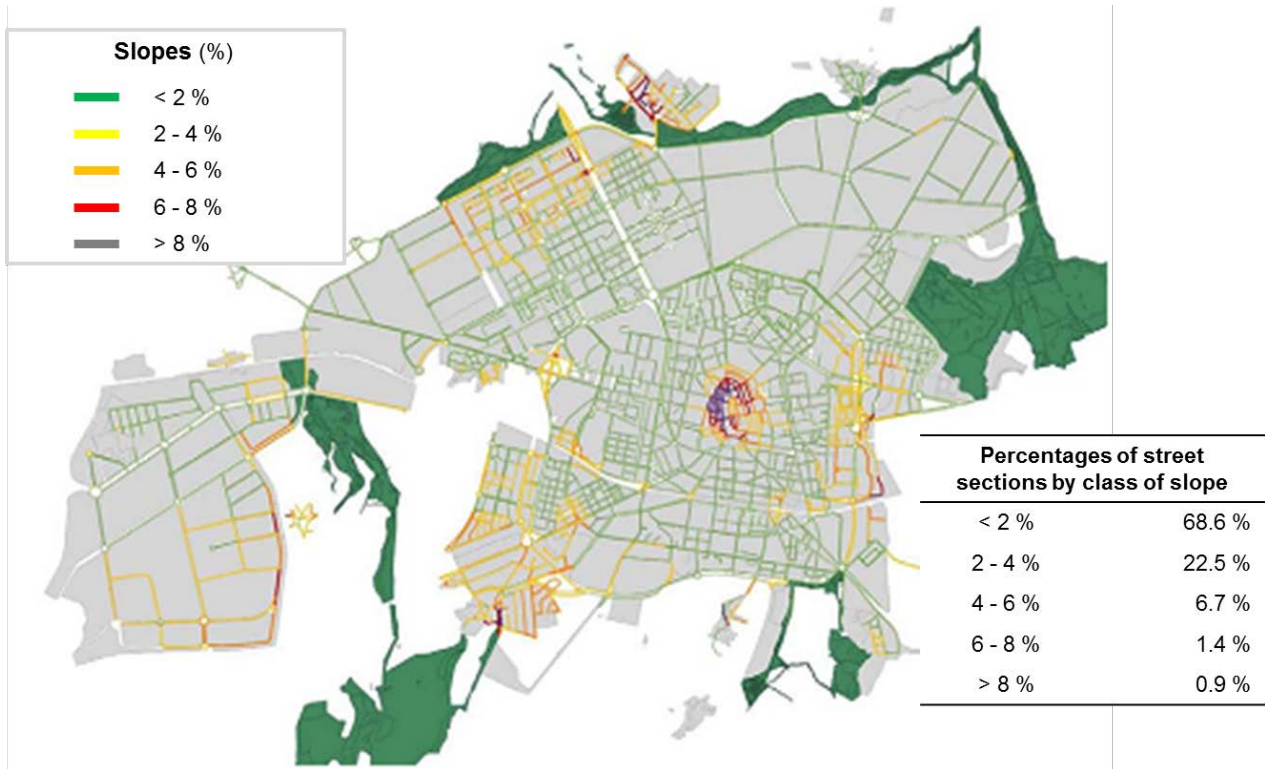 Slopes (%)
< 2 %
2 - 4 %
4 - 6 %
6 - 8 %
> 8 %
Percentages of street
sections by class of slope
< 2 % 68.6 %
2 - 4 % 22.5 %
4 - 6 % 6.7 %
6 - 8 % 1.4 %
> 8 % 0.9 %